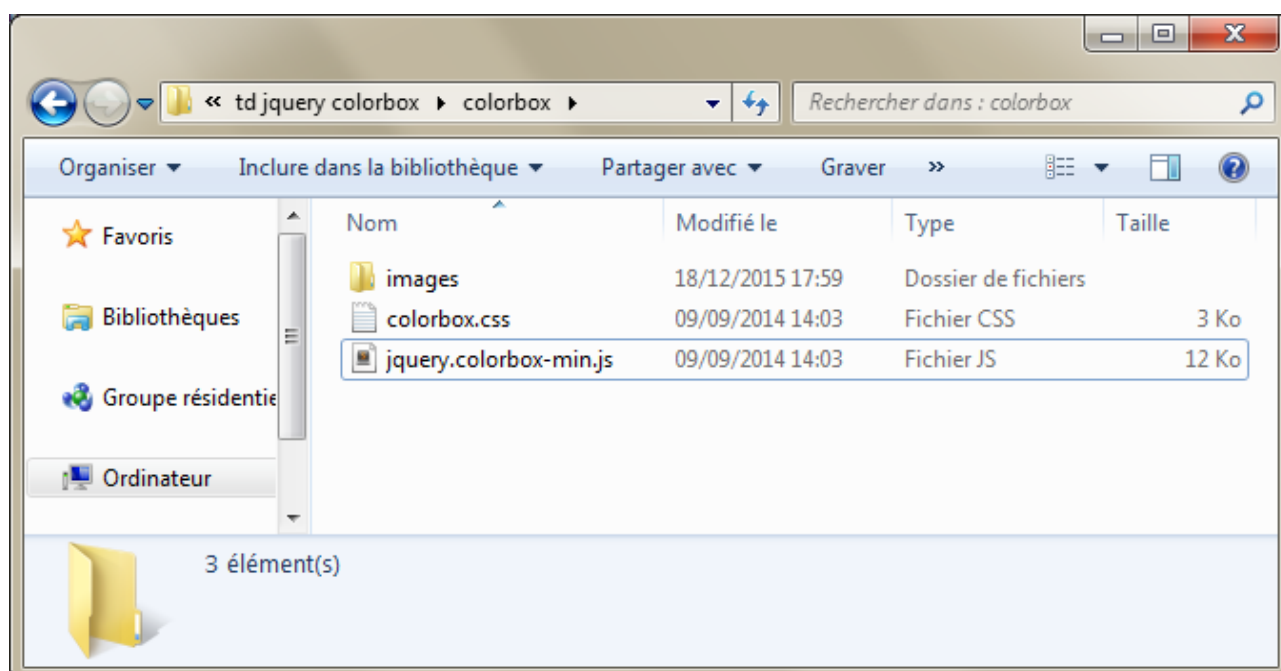 « td jquery colorbox ▸ colorbox ▸ Rechercher dans : colorbox
Organiser ▾ Inclure dans la bibliothèque ▾ Partager avec ▾ Graver »
Favoris
Bibliothèques
Groupe résidentie
Ordinateur
Nom Modifié le Type Taille
images 18/12/2015 17:59 Dossier de fichiers
colorbox.css 09/09/2014 14:03 Fichier CSS 3 Ko
jquery.colorbox-min.js 09/09/2014 14:03 Fichier JS 12 Ko
3 élément(s)